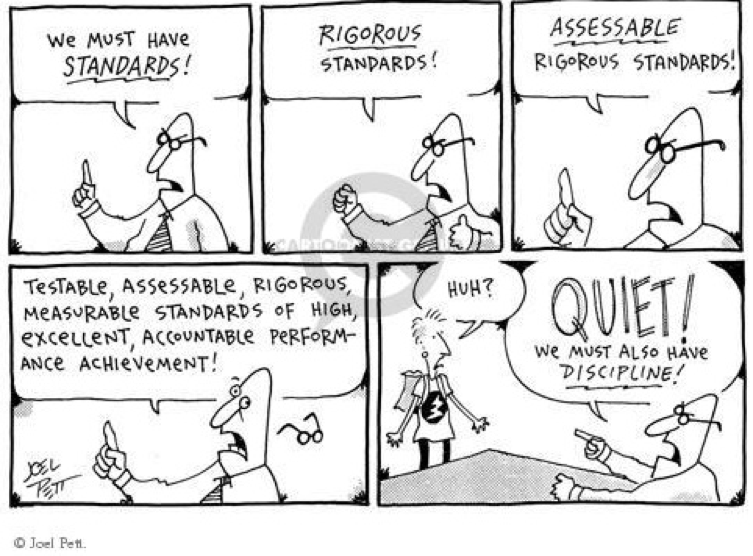 WE MUST HAVE
STANDARDS!
RIGOROUS
STANDARDS!
ASSESSABLE
RIGOROUS STANDARDS!
TESTABLE, ASSESSABLE, RIGOROUS,
MEASURABLE STANDARDS OF HIGH,
EXCELLENT, ACCOUNTABLE PERFORM-
ANCE ACHIEVEMENT!
JOEL
PETT
HUH?
QUIET!
WE MUST ALSO HAVE
DISCIPLINE!
© Joel Pett.